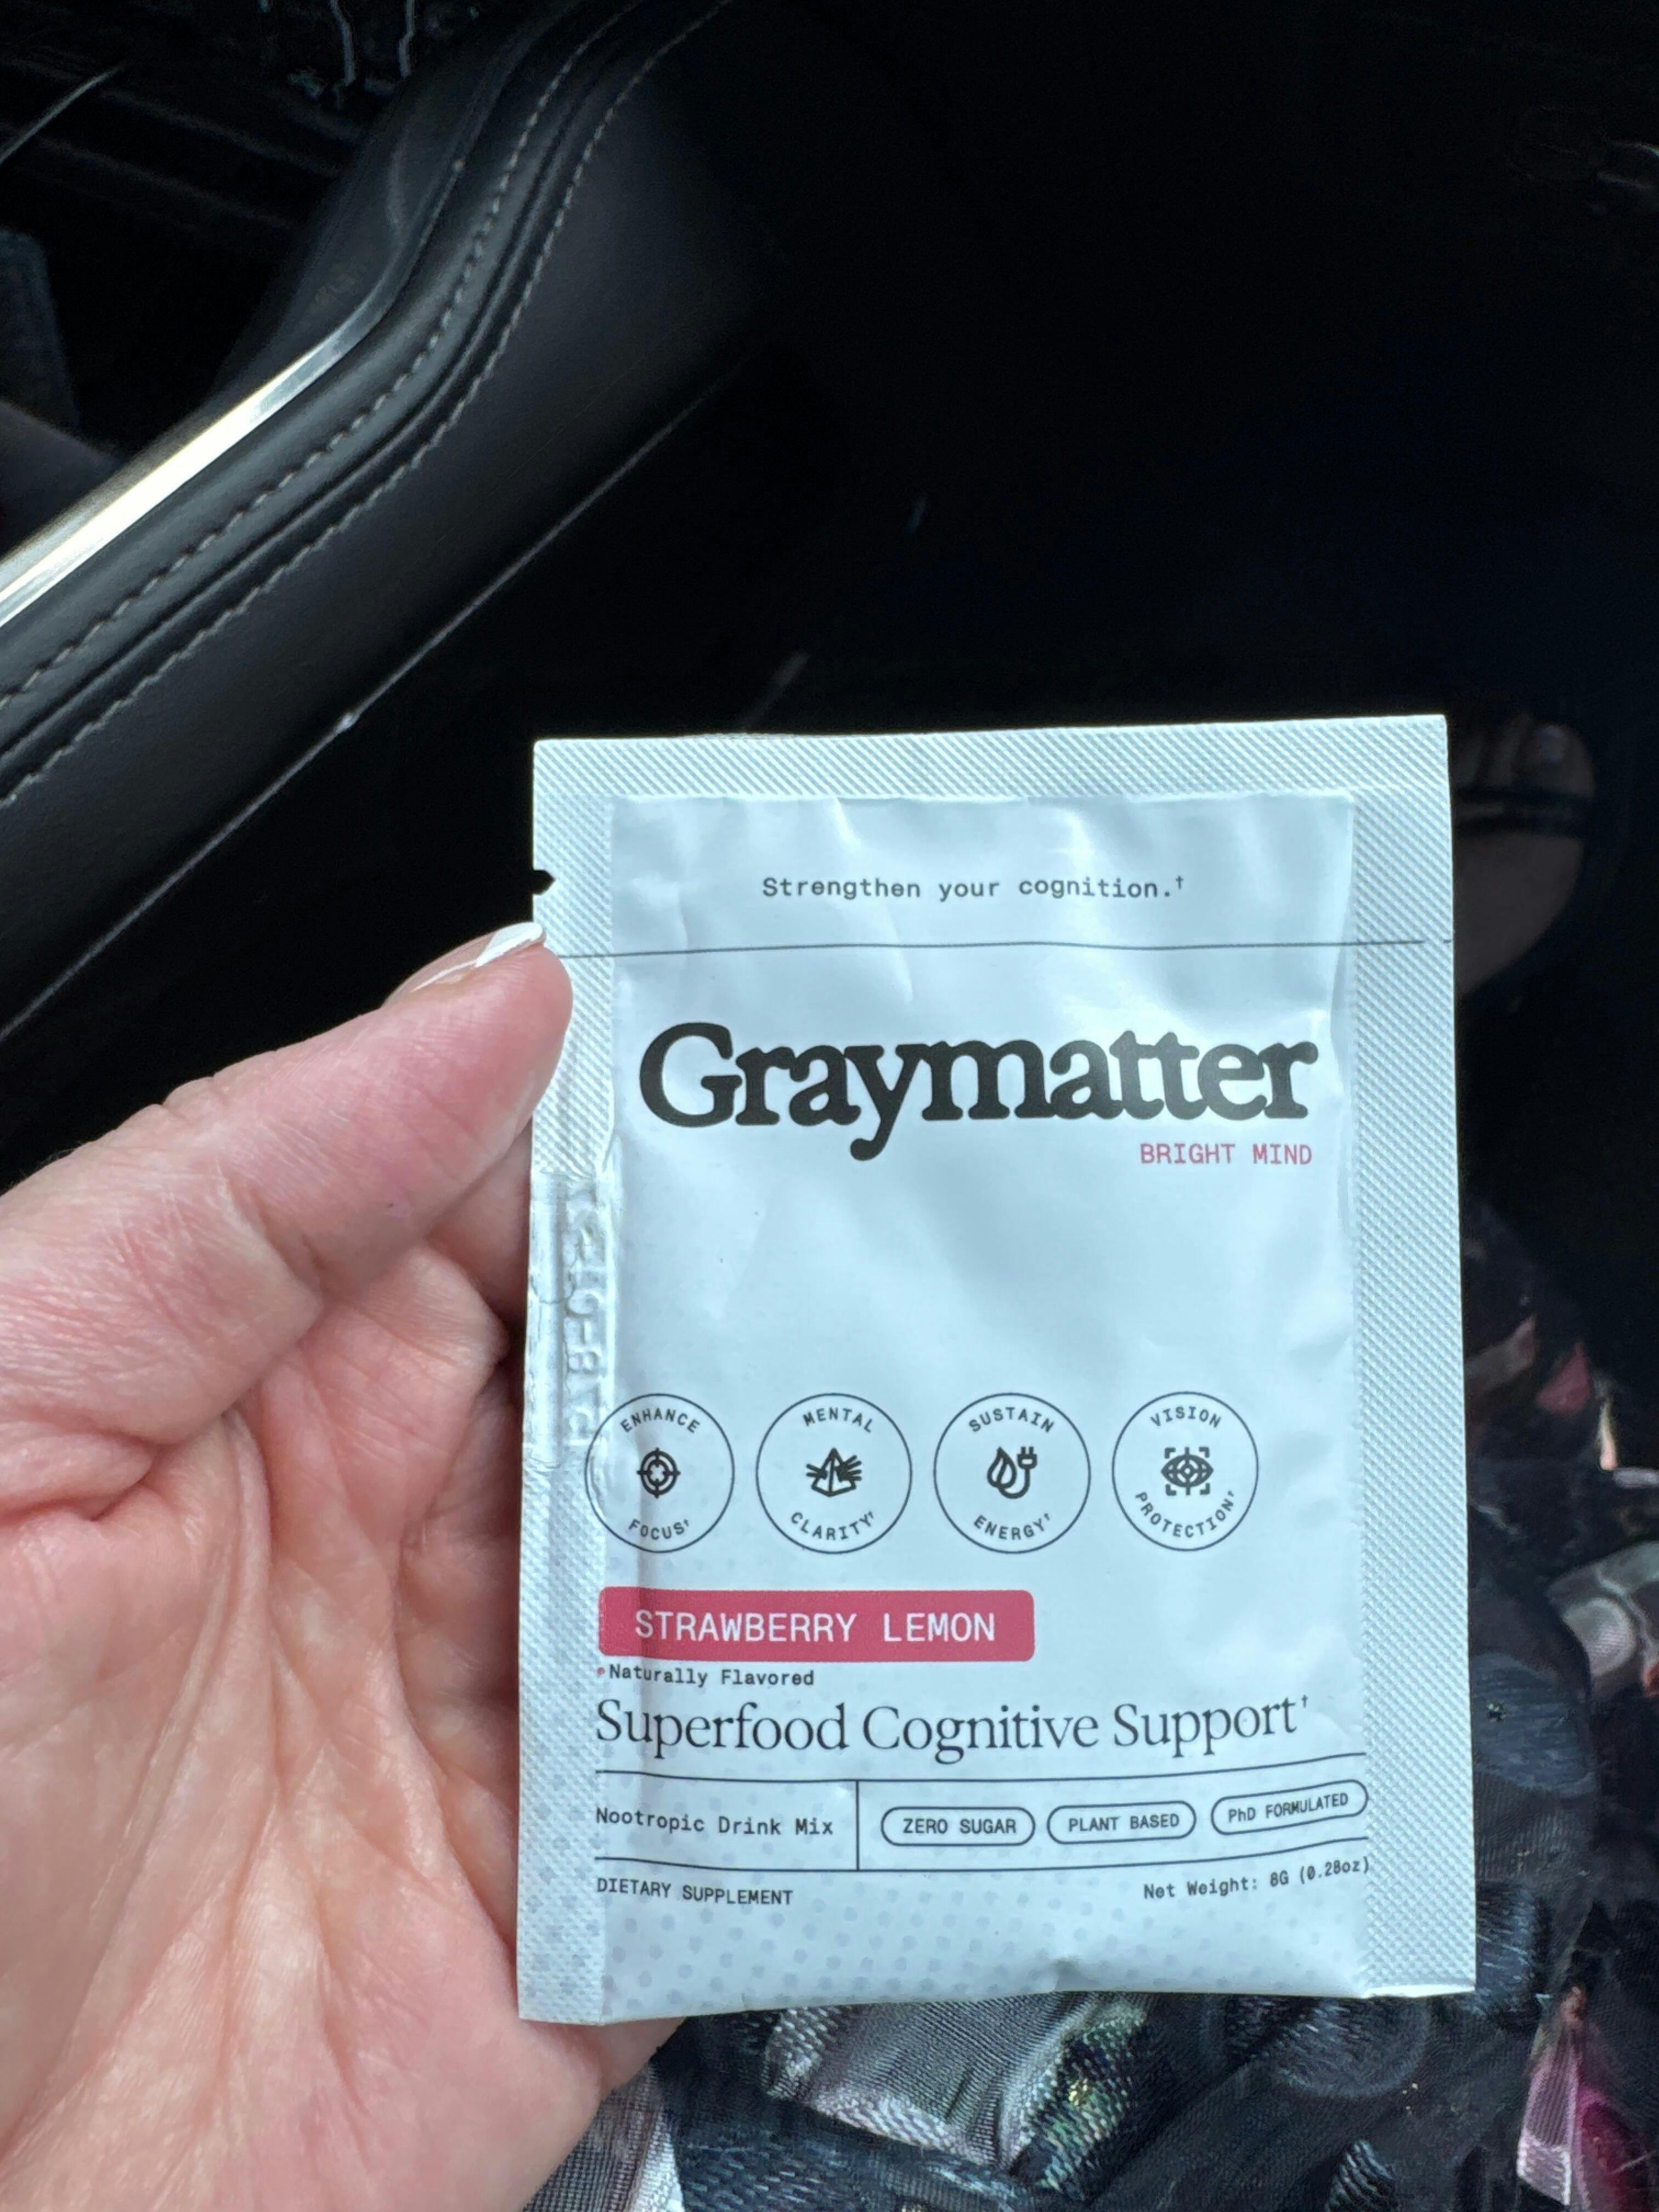 Strengthen your cognition.†
Graymatter
BRIGHT MIND
ENHANCE FOCUS†
MENTAL CLARITY†
SUSTAIN ENERGY†
VISION PROTECTION†
STRAWBERRY LEMON
Naturally Flavored
Superfood Cognitive Support†
Nootropic Drink Mix
ZERO SUGAR
PLANT BASED
PhD FORMULATED
DIETARY SUPPLEMENT
Net Weight: 8G (0.28oz)